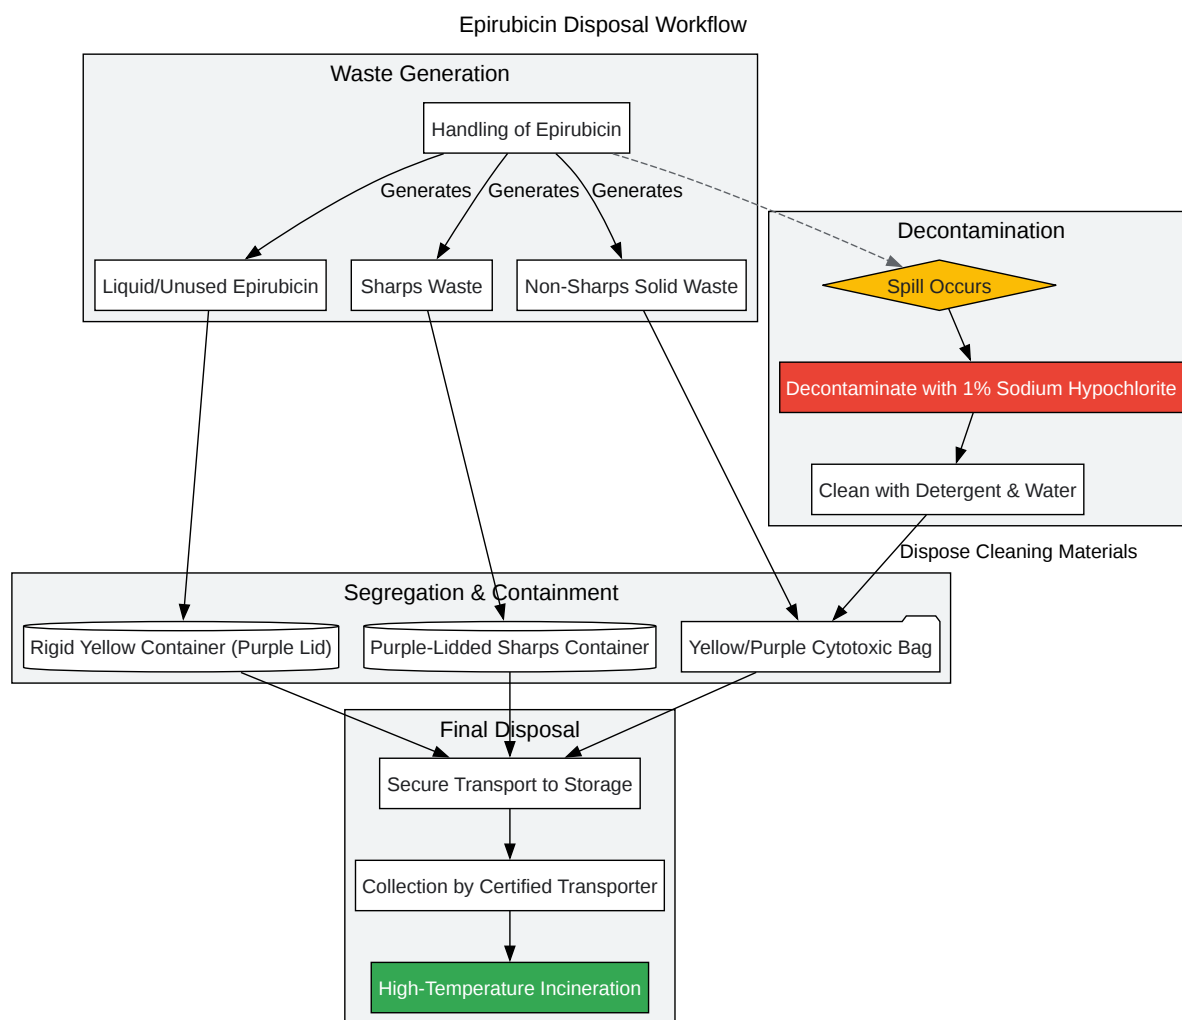 Epirubicin Disposal Workflow
Waste Generation
Handling of Epirubicin
Generates
Generates
Generates
Liquid/Unused Epirubicin
Sharps Waste
Non-Sharps Solid Waste
Decontamination
Spill Occurs
Decontaminate with 1% Sodium Hypochlorite
Clean with Detergent & Water
Dispose Cleaning Materials
Segregation & Containment
Rigid Yellow Container (Purple Lid)
Purple-Lidded Sharps Container
Yellow/Purple Cytotoxic Bag
Final Disposal
Secure Transport to Storage
Collection by Certified Transporter
High-Temperature Incineration